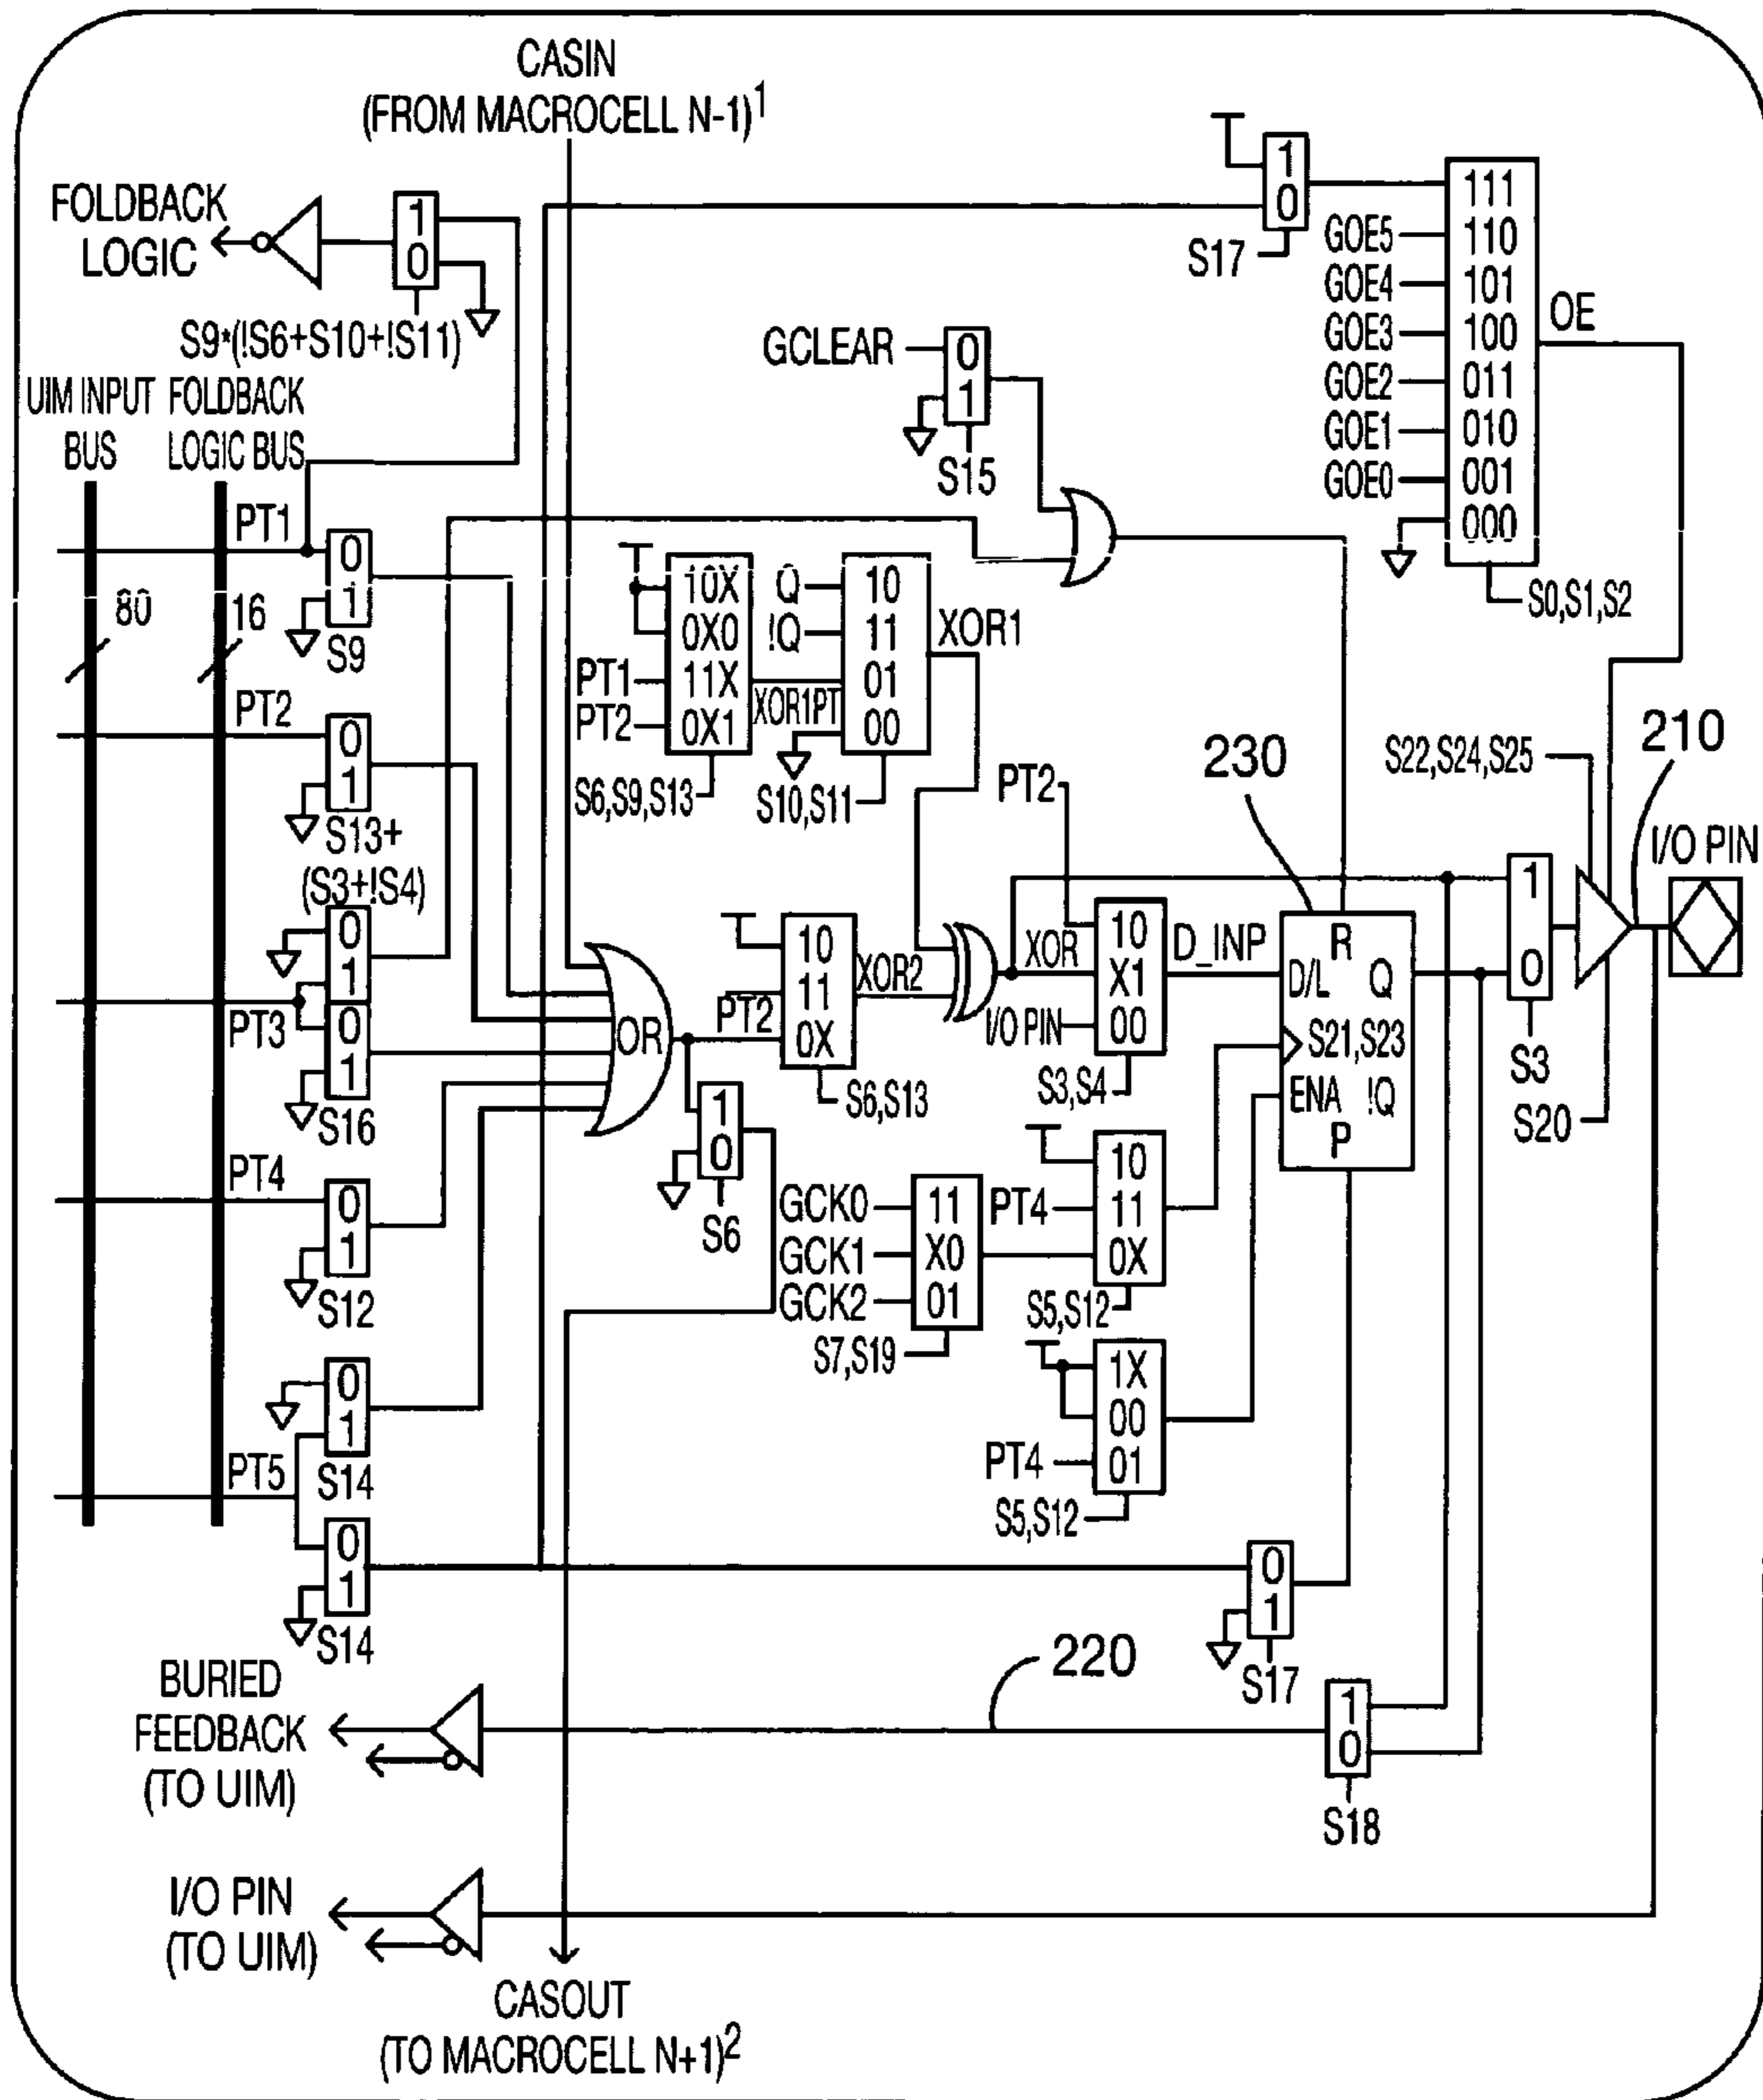 CASIN
(FROM MACROCELL N-1)1
FOLDBACK
LOGIC
1
0
S9*(!S6+S10+!S11)
1
0
S17
GOE5
GOE4
GOE3
GOE2
GOE1
GOE0
111
110
101
100
011
010
001
000
OE
S0,S1,S2
GCLEAR
0
1
S15
UIM INPUT
BUS
FOLDBACK
LOGIC BUS
80
16
PT1
0
1
S9
PT2
0
1
S13+
(S3+!S4)
0
1
PT3
0
1
S16
PT4
0
1
S12
0
1
S14
PT5
0
1
S14
PT1
PT2
10X
0X0
11X
0X1
S6,S9,S13
XOR1PT
Q
!Q
10
11
01
00
S10,S11
XOR1
OR
PT2
10
11
0X
S6,S13
XOR2
1
0
S6
XOR
PT2
I/O PIN
10
X1
00
S3,S4
D_INP
230
R
D/L
Q
S21,S23
ENA
!Q
P
GCK0
GCK1
GCK2
11
X0
01
S7,S19
PT4
10
11
0X
S5,S12
PT4
1X
00
01
S5,S12
0
1
S17
1
0
S3
S22,S24,S25
210
I/O PIN
S20
220
1
0
S18
BURIED
FEEDBACK
(TO UIM)
I/O PIN
(TO UIM)
CASOUT
(TO MACROCELL N+1)2